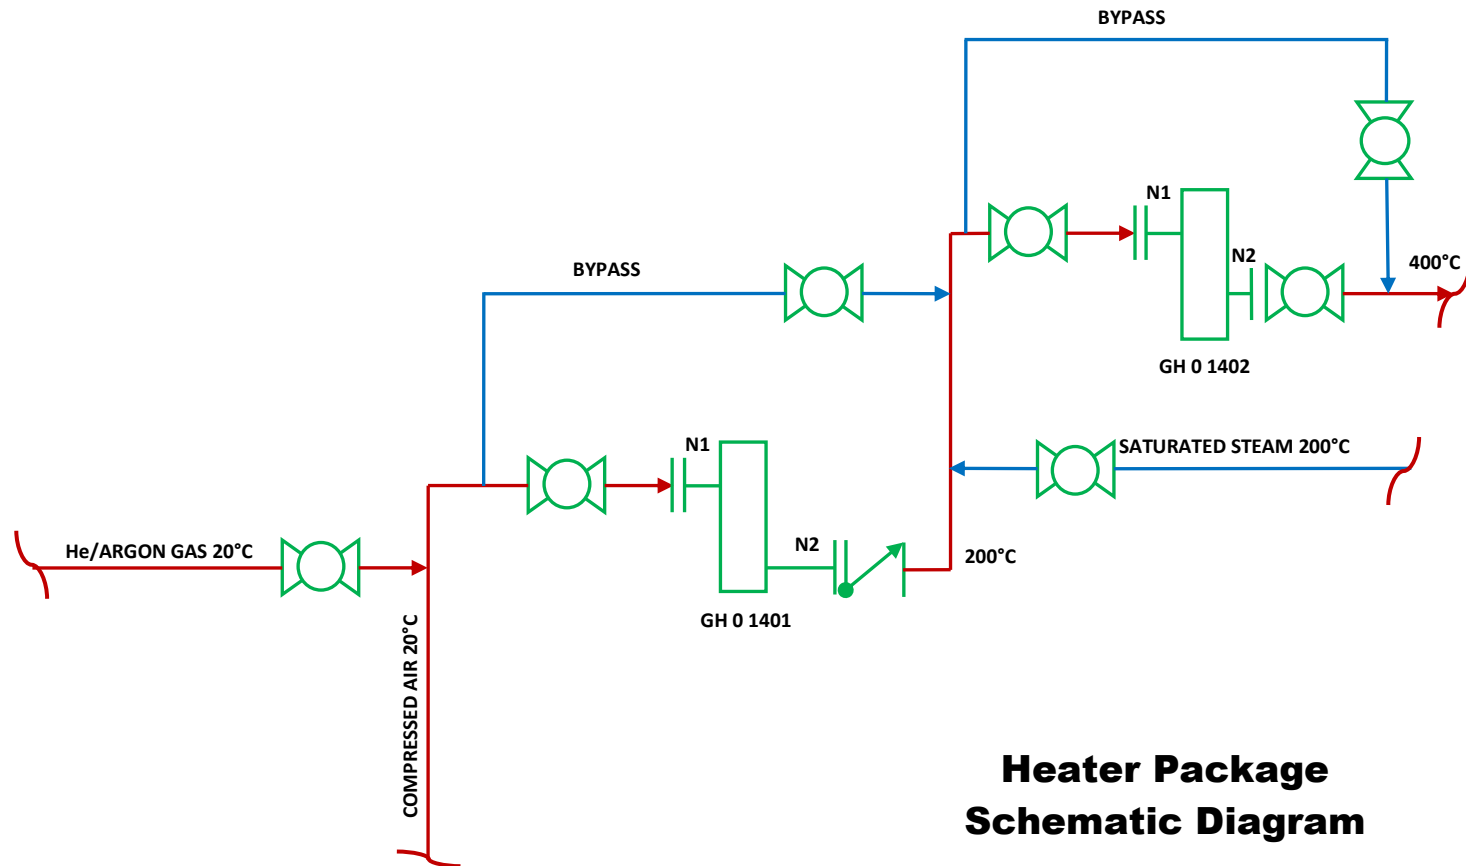 BYPASS
N1
BYPASS
N2
400°C
GH 0 1402
N1
SATURATED STEAM 200°C
He/ARGON GAS 20°C
N2
200°C
GH 0 1401
COMPRESSED AIR 20°C
Heater Package
Schematic Diagram